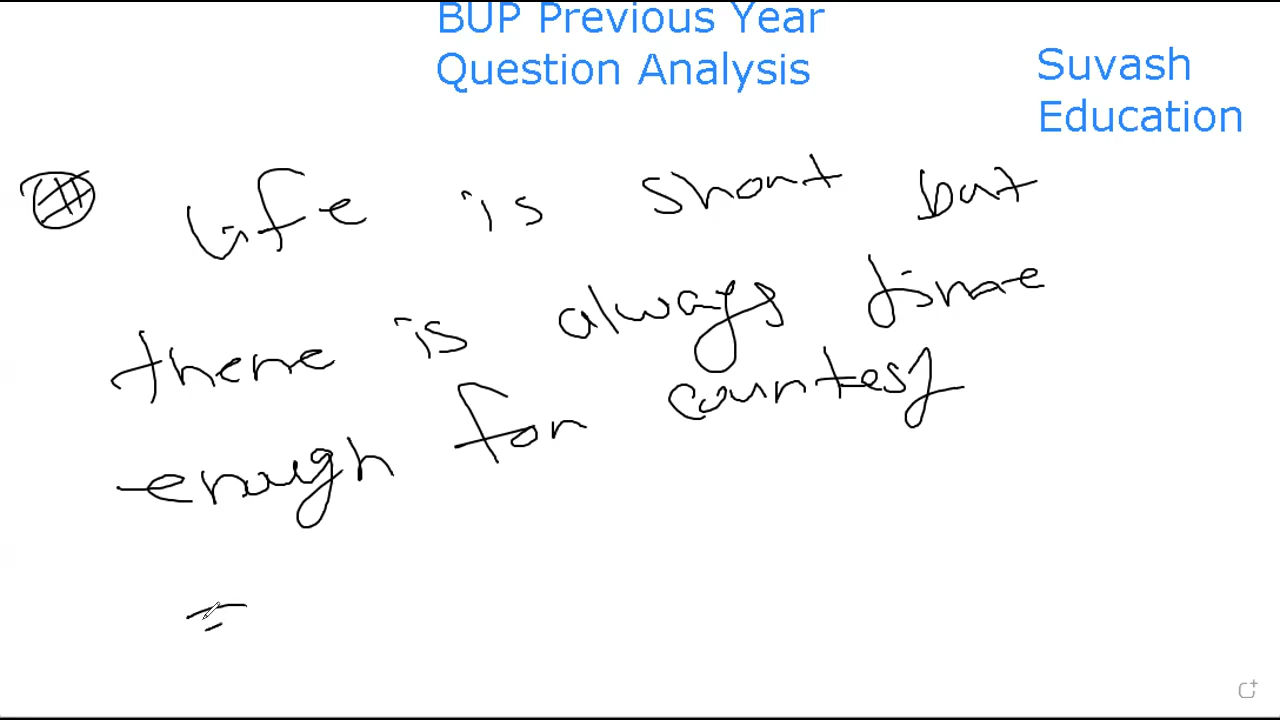 BUP Previous Year
Question Analysis
Suvash
Education
Life is short but
there is always time
enough for courtesy
=